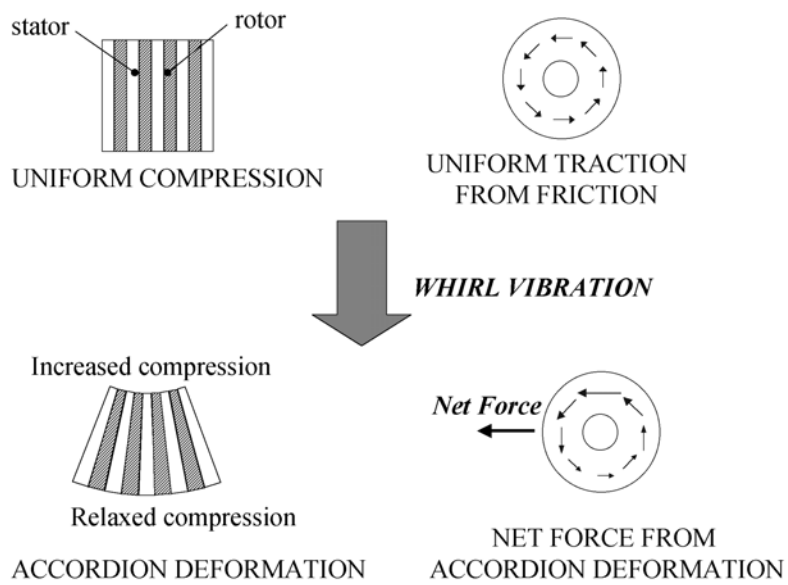 stator
rotor
UNIFORM COMPRESSION
UNIFORM TRACTION
FROM FRICTION
WHIRL VIBRATION
Increased compression
Net Force
Relaxed compression
ACCORDION DEFORMATION
NET FORCE FROM
ACCORDION DEFORMATION